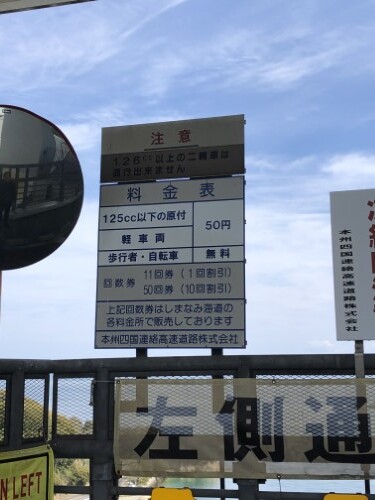 注意
126cc以上の二輪車は
通行出来ません
料金表
125cc以下の原付
50円
軽車両
歩行者・自転車
無料
回数券
11回券(1回割引)
50回券(10回割引)
上記回数券はしまなみ海道の
各料金所で販売しております
本州四国連絡高速道路株式会社
本州四国連絡高速道路株式会社
左側通
LEFT